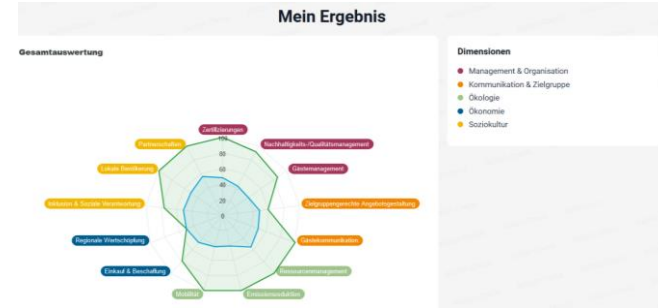 Mein Ergebnis
Gesamtauswertung
Dimensionen
Management & Organisation
Kommunikation & Zielgruppe
Ökologie
Ökonomie
Soziokultur
Zertifizierungen
100
Partnerschaften
Nachhaltigkeits-/Qualitätsmanagement
80
Lokale Bevölkerung
Gästemanagement
60
40
Inklusion & Soziale Verantwortung
20
Zielgruppengerechte Angebotsgestaltung
0
Regionale Wertschöpfung
Gästekommunikation
Einkauf & Beschaffung
Ressourcenmanagement
Mobilität
Emissionsreduktion